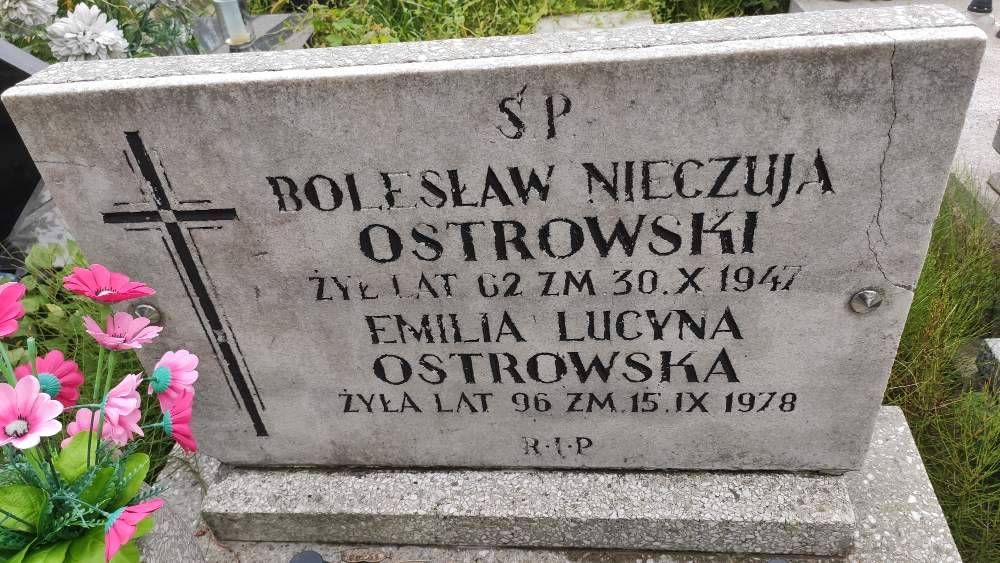 Ś P
BOLESŁAW NIECZUJA
OSTROWSKI
ŻYŁ LAT 62 ZM. 30. X 1947
EMILIA LUCYNA
OSTROWSKA
ŻYŁA LAT 96 ZM. 15. IX 1978
R·I·P